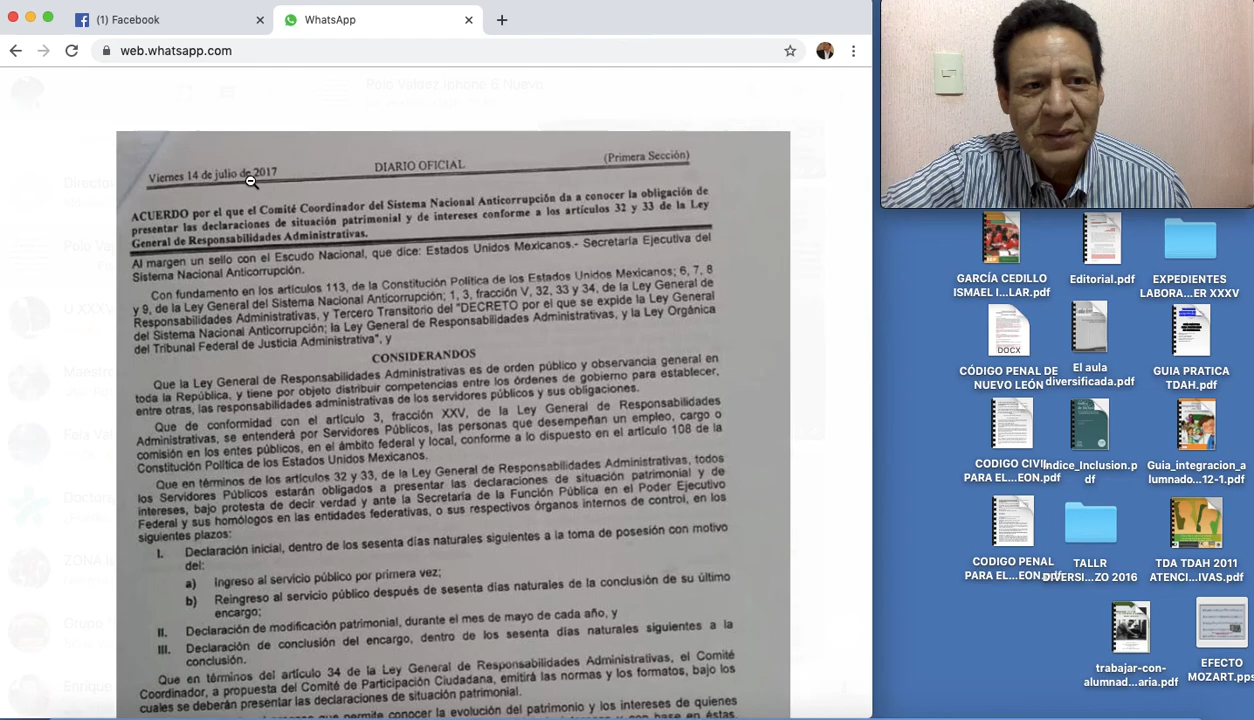 (1) Facebook
WhatsApp
web.whatsapp.com
Polo Valdez Iphone 6 Nuevo
Viernes 14 de julio de 2017
DIARIO OFICIAL
(Primera Sección)
ACUERDO por el que el Comité Coordinador del Sistema Nacional Anticorrupción da a conocer la obligación de
presentar las declaraciones de situación patrimonial y de intereses conforme a los artículos 32 y 33 de la Ley
General de Responsabilidades Administrativas.
Al margen un sello con el Escudo Nacional, que dice: Estados Unidos Mexicanos.- Secretaría Ejecutiva del
Sistema Nacional Anticorrupción.
Con fundamento en los artículos 113, de la Constitución Política de los Estados Unidos Mexicanos; 6, 7, 8
y 9, de la Ley General del Sistema Nacional Anticorrupción; 1, 3, fracción V, 32, 33 y 34, de la Ley General de
Responsabilidades Administrativas, y Tercero Transitorio del "DECRETO por el que se expide la Ley General
del Sistema Nacional Anticorrupción; la Ley General de Responsabilidades Administrativas, y la Ley Orgánica
del Tribunal Federal de Justicia Administrativa", y
CONSIDERANDOS
Que la Ley General de Responsabilidades Administrativas es de orden público y observancia general en
toda la República, y tiene por objeto distribuir competencias entre los órdenes de gobierno para establecer,
entre otras, las responsabilidades administrativas de los servidores públicos y sus obligaciones.
Que de conformidad con el artículo 3, fracción XXV, de la Ley General de Responsabilidades
Administrativas, se entenderá por Servidores Públicos, las personas que desempeñan un empleo, cargo o
comisión en los entes públicos, en el ámbito federal y local, conforme a lo dispuesto en el artículo 108 de la
Constitución Política de los Estados Unidos Mexicanos.
Que en términos de los artículos 32 y 33, de la Ley General de Responsabilidades Administrativas, todos
los Servidores Públicos estarán obligados a presentar las declaraciones de situación patrimonial y de
intereses, bajo protesta de decir verdad y ante la Secretaría de la Función Pública en el Poder Ejecutivo
Federal y sus homólogos en las entidades federativas, o sus respectivos órganos internos de control, en los
siguientes plazos:
I. Declaración inicial, dentro de los sesenta días naturales siguientes a la toma de posesión con motivo
del:
a) Ingreso al servicio público por primera vez;
b) Reingreso al servicio público después de sesenta días naturales de la conclusión de su último
encargo;
II. Declaración de modificación patrimonial, durante el mes de mayo de cada año, y
III. Declaración de conclusión del encargo, dentro de los sesenta días naturales siguientes a la
conclusión.
Que en términos del artículo 34 de la Ley General de Responsabilidades Administrativas, el Comité
Coordinador, a propuesta del Comité de Participación Ciudadana, emitirá las normas y los formatos, bajo los
cuales se deberán presentar las declaraciones de situación patrimonial.
que permite conocer la evolución del patrimonio y los intereses de quienes
GARCÍA CEDILLO
ISMAEL I...LAR.pdf
Editorial.pdf
EXPEDIENTES
LABORA...ER XXXV
DOCX
CÓDIGO PENAL DE
NUEVO LEÓN
El aula
diversificada.pdf
GUIA PRATICA
TDAH.pdf
CODIGO CIVIL
PARA EL...EON.pdf
Indice_Inclusion.p
df
Guia_integracion_a
lumnado...12-1.pdf
CODIGO PENAL
PARA EL...EON.pdf
TALLR
DIVERSI...ZO 2016
TDA TDAH 2011
ATENCI...IVAS.pdf
trabajar-con-
alumnad...aria.pdf
EFECTO
MOZART.pps